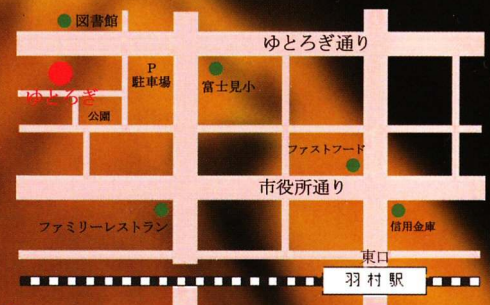 図書館
ゆとろぎ通り
P
駐車場
富士見小
ゆとろぎ
公園
ファストフード
市役所通り
ファミリーレストラン
信用金庫
東口
羽村駅